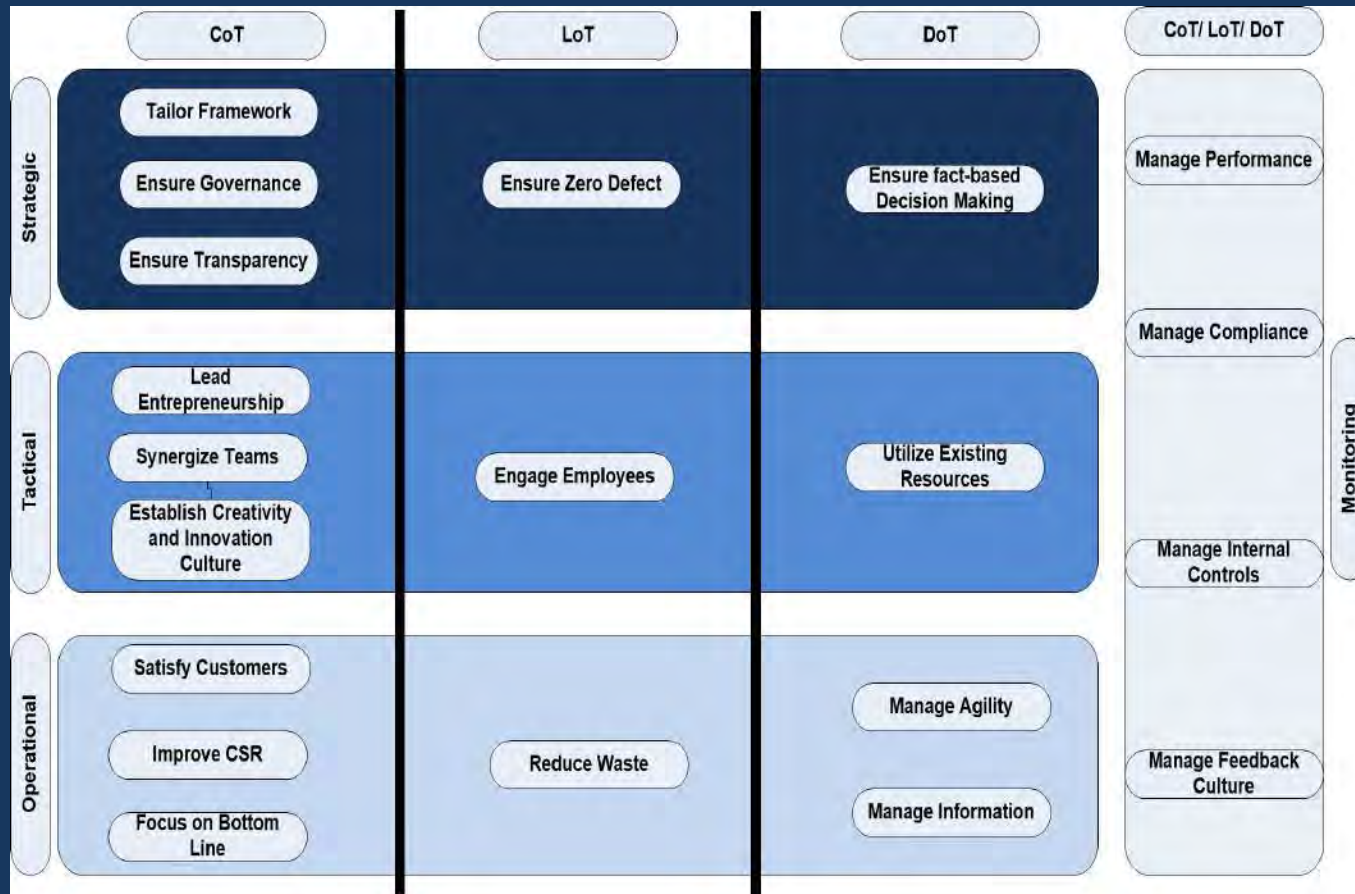 CoT
LoT
DoT
CoT/ LoT/ DoT
Strategic
Tailor Framework
Ensure Governance
Ensure Transparency
Ensure Zero Defect
Ensure fact-based
Decision Making
Tactical
Lead
Entrepreneurship
Synergize Teams
Establish Creativity
and Innovation
Culture
Engage Employees
Utilize Existing
Resources
Operational
Satisfy Customers
Improve CSR
Focus on Bottom
Line
Reduce Waste
Manage Agility
Manage Information
Manage Performance
Manage Compliance
Manage Internal
Controls
Manage Feedback
Culture
Monitoring